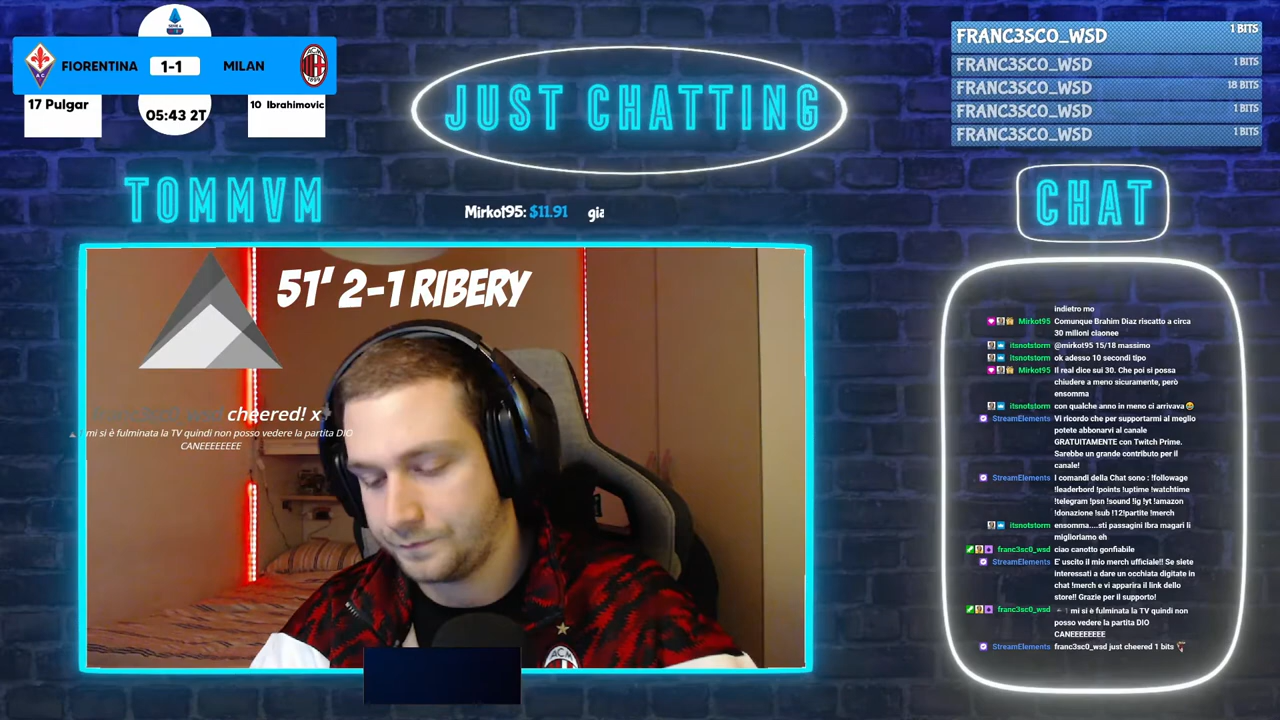 SERIE A
FIORENTINA
1-1
MILAN
17 Pulgar
05:43 2T
10 Ibrahimovic
JUST CHATTING
FRANC3SCO_WSD 1 BITS
FRANC3SCO_WSD 1 BITS
FRANC3SCO_WSD 18 BITS
FRANC3SCO_WSD 1 BITS
FRANC3SCO_WSD 1 BITS
TOMMVM
Mirkot95: $11.91 gia
CHAT
51' 2-1 RIBERY
cheered! x
mi si è fulminata la TV quindi non posso vedere la partita DIO
CANEEEEEEE
ACM
indietro mo
Mirkot95 Comunque Brahim Diaz riscatto a circa
30 milioni claonee
itsnotstorm @mirkot95 15/18 massimo
itsnotstorm ok adesso 10 secondi tipo
Mirkot95 Il real dice sui 30. Che poi si possa
chiudere a meno sicuramente, però
ensomma
itsnotstorm con qualche anno in meno ci arrivava
StreamElements Vi ricordo che per supportarmi al meglio
potete abbonarvi al canale
GRATUITAMENTE con Twitch Prime.
Sarebbe un grande contributo per il
canale!
StreamElements I comandi della Chat sono : !followage
!leaderbord !points !uptime !watchtime
!telegram !psn !sound !ig !yt !amazon
!donazione !sub !12!partite !merch
itsnotstorm ensomma....sti passagini Ibra magari li
miglioriamo eh
franc3sc0_wsd ciao canotto gonfiabile
StreamElements E' uscito il mio merch ufficiale!! Se siete
interessati a dare un occhiata digitate in
chat !merch e vi apparira il link dello
store!! Grazie per il supporto!
franc3sc0_wsd 1 mi si è fulminata la TV quindi non
posso vedere la partita DIO
CANEEEEEEE
StreamElements franc3sc0_wsd just cheered 1 bits